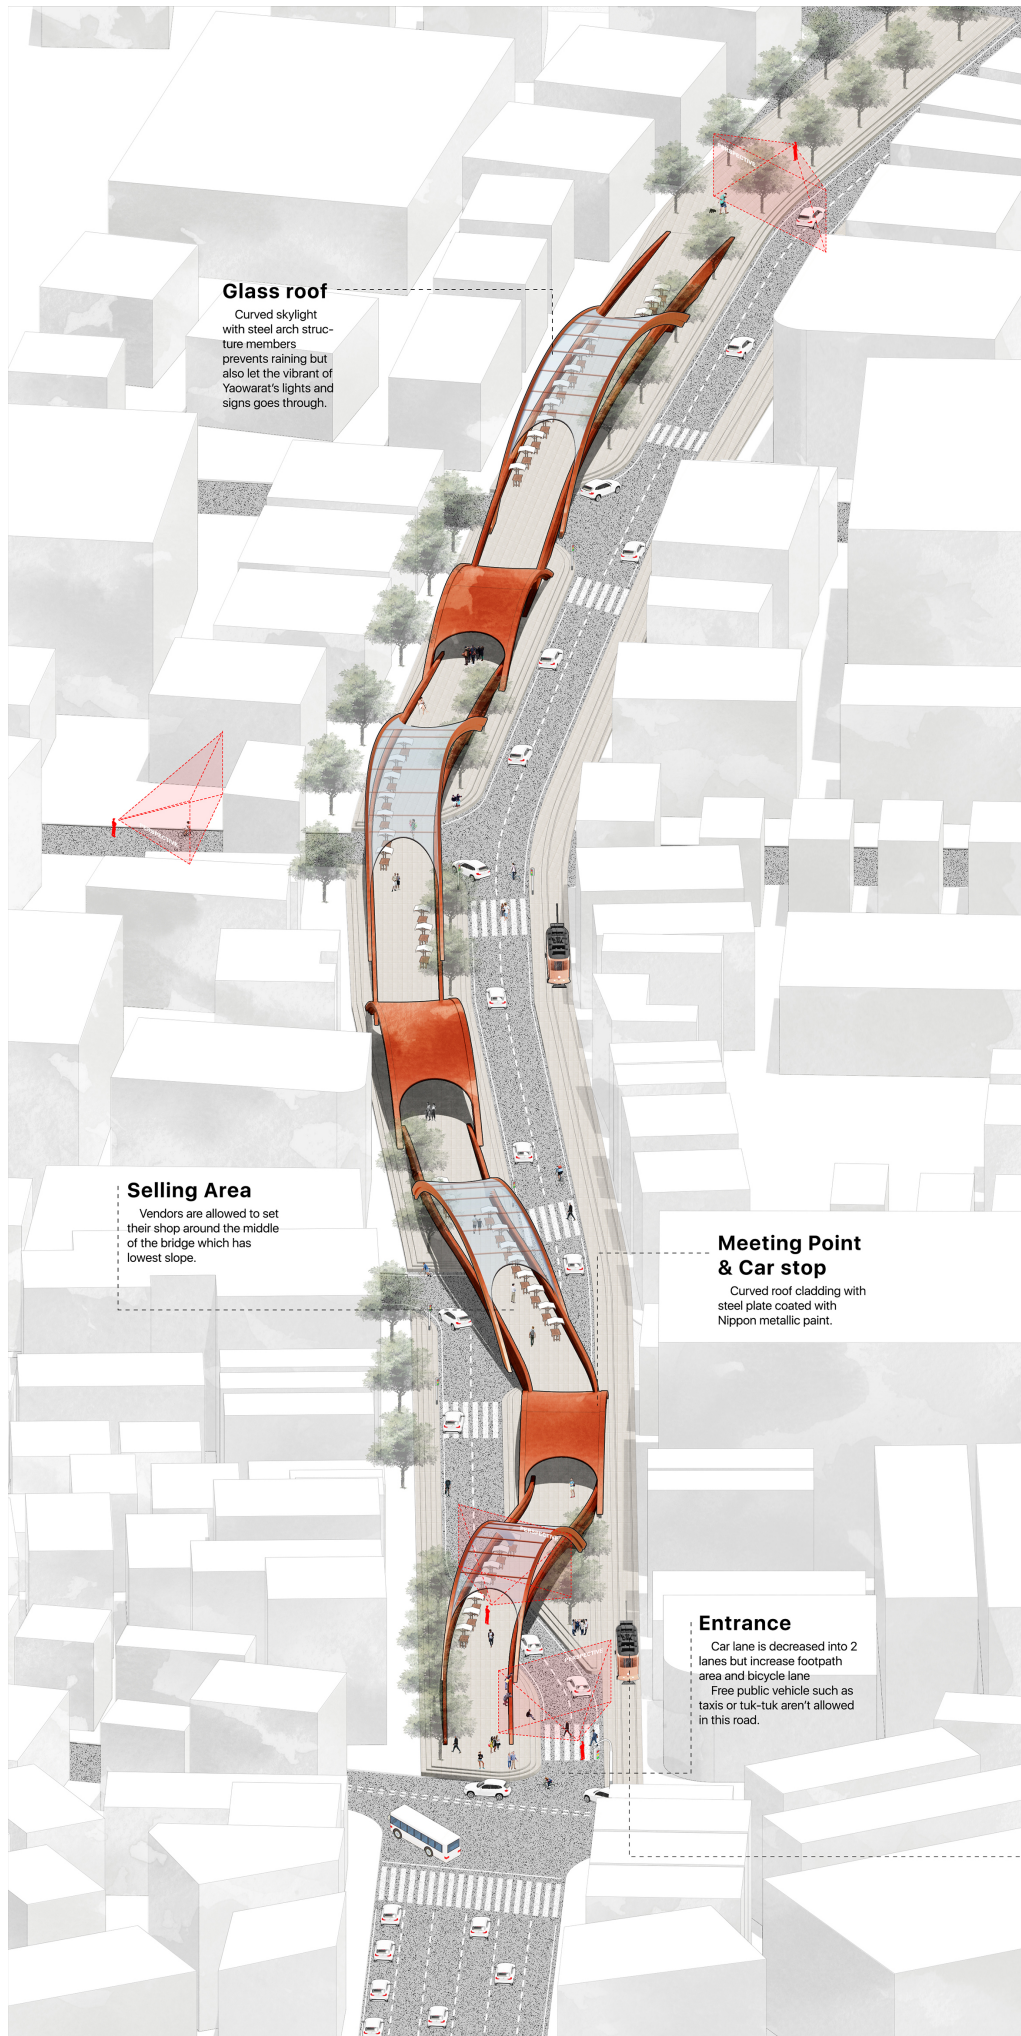 Glass roof
Curved skylight
with steel arch struc-
ture members
prevents raining but
also let the vibrant of
Yaowarat's lights and
signs goes through.
Selling Area
Vendors are allowed to set
their shop around the middle
of the bridge which has
lowest slope.
Meeting Point
& Car stop
Curved roof cladding with
steel plate coated with
Nippon metallic paint.
Entrance
Car lane is decreased into 2
lanes but increase footpath
area and bicycle lane
Free public vehicle such as
taxis or tuk-tuk aren't allowed
in this road.